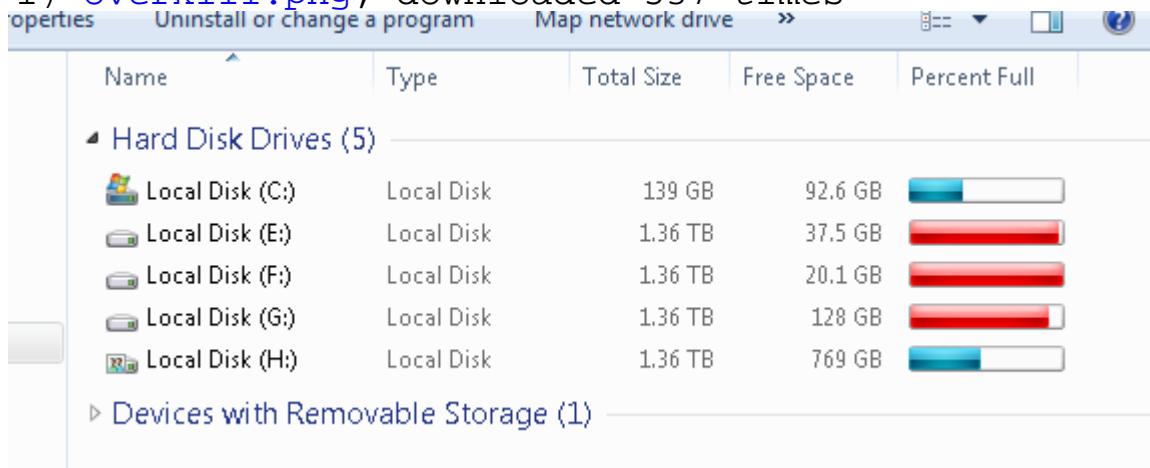 1) overkill.png, downloaded 557 times
roperties Uninstall or change a program Map network drive »
Name Type Total Size Free Space Percent Full
Hard Disk Drives (5)
Local Disk (C:) Local Disk 139 GB 92.6 GB
Local Disk (E:) Local Disk 1.36 TB 37.5 GB
Local Disk (F:) Local Disk 1.36 TB 20.1 GB
Local Disk (G:) Local Disk 1.36 TB 128 GB
Local Disk (H:) Local Disk 1.36 TB 769 GB
Devices with Removable Storage (1)